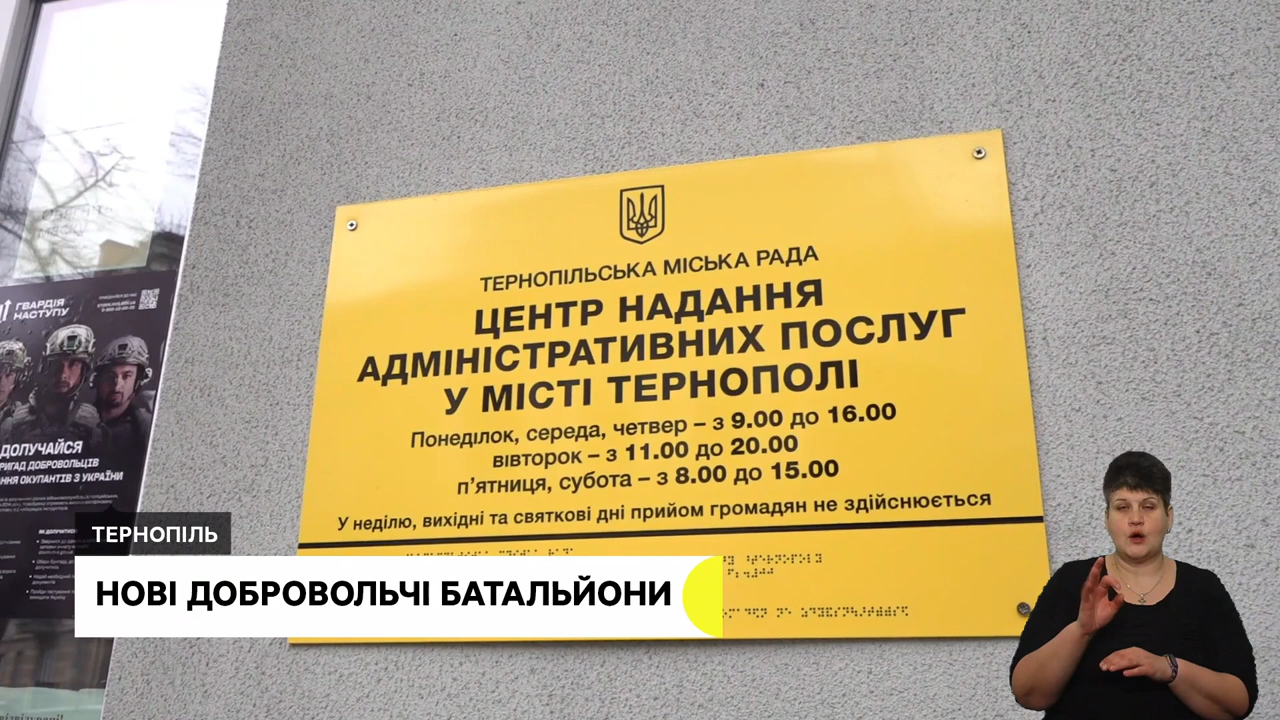 ТЕРНОПІЛЬСЬКА МІСЬКА РАДА
ЦЕНТР НАДАННЯ
АДМІНІСТРАТИВНИХ ПОСЛУГ
У МІСТІ ТЕРНОПОЛІ
Понеділок, середа, четвер – з 9.00 до 16.00
вівторок – з 11.00 до 20.00
п'ятниця, субота – з 8.00 до 15.00
У неділю, вихідні та святкові дні прийом громадян не здійснюється
ГВАРДІЯ
НАСТУПУ
ДОЛУЧАЙСЯ
ДОБРОВОЛЬЦІВ
ОКУПАНТІВ З УКРАЇНИ
ТЕРНОПІЛЬ
НОВІ ДОБРОВОЛЬЧІ БАТАЛЬЙОНИ